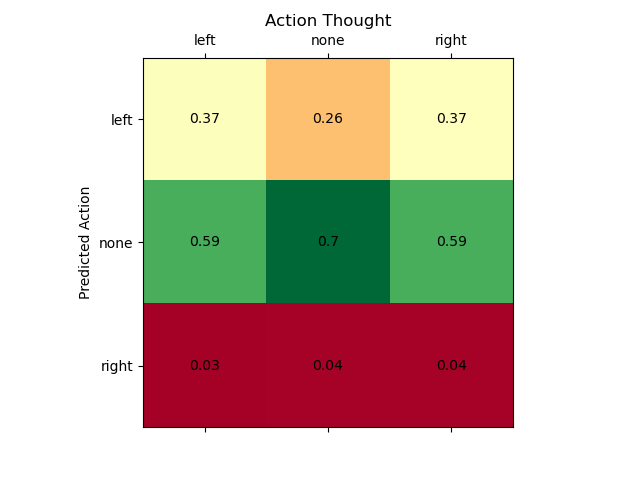 Action Thought
left none right
left 0.37 0.26 0.37
Predicted Action
none 0.59 0.7 0.59
right 0.03 0.04 0.04